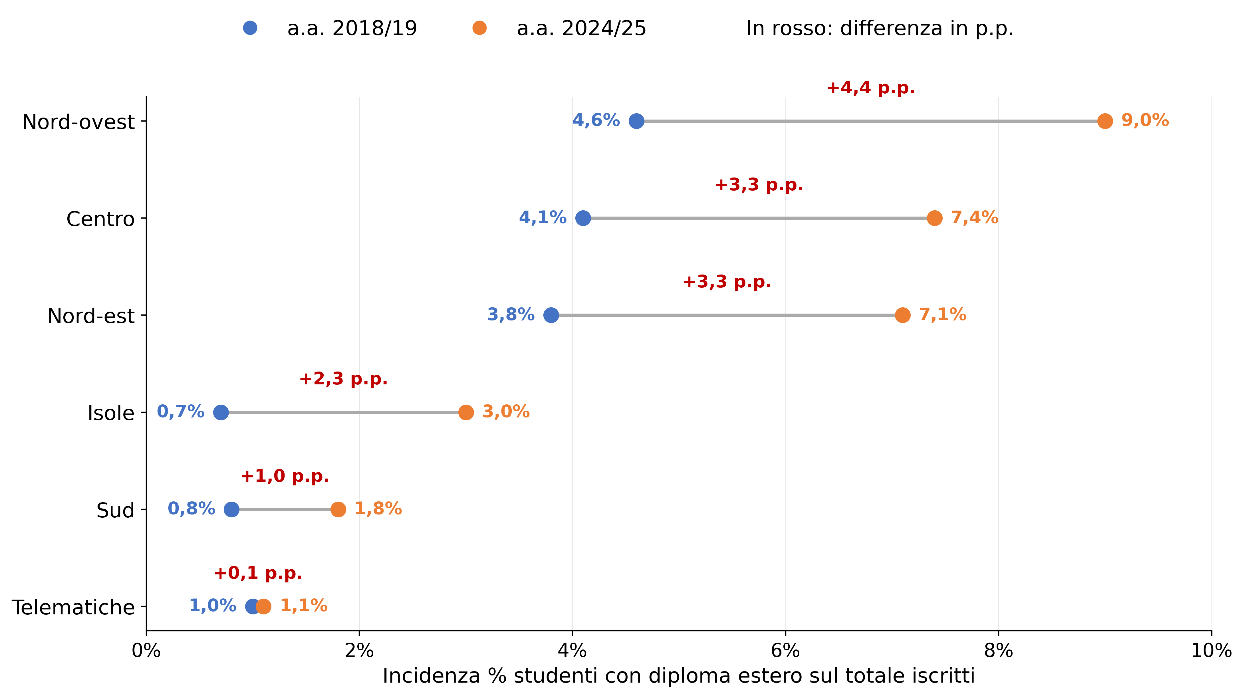 a.a. 2018/19 a.a. 2024/25 In rosso: differenza in p.p.
+4,4 p.p.
Nord-ovest 4,6% 9,0%
+3,3 p.p.
Centro 4,1% 7,4%
+3,3 p.p.
Nord-est 3,8% 7,1%
+2,3 p.p.
Isole 0,7% 3,0%
+1,0 p.p.
Sud 0,8% 1,8%
+0,1 p.p.
Telematiche 1,0% 1,1%
0% 2% 4% 6% 8% 10%
Incidenza % studenti con diploma estero sul totale iscritti